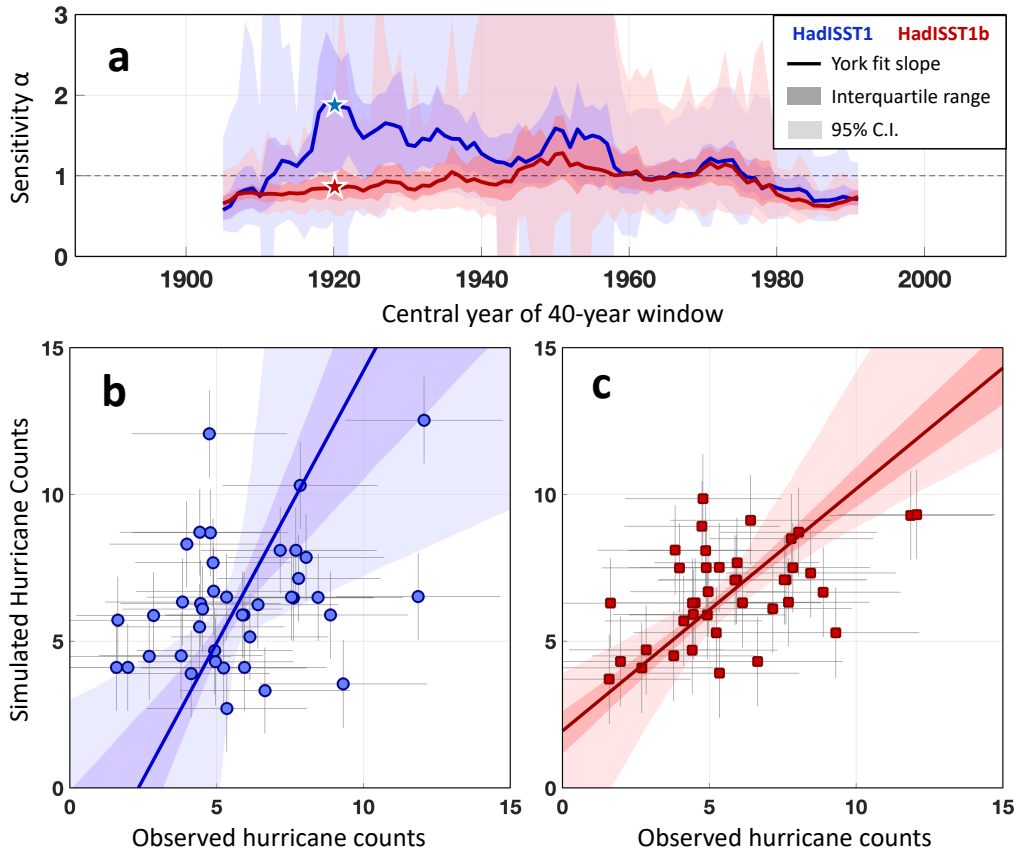 a
3
2
1
0
Sensitivity α
1900 1920 1940 1960 1980 2000
Central year of 40-year window
HadISST1 HadISST1b
York fit slope
Interquartile range
95% C.I.
b
15
10
5
0
Simulated Hurricane Counts
0 5 10 15
Observed hurricane counts
c
15
10
5
0
0 5 10 15
Observed hurricane counts